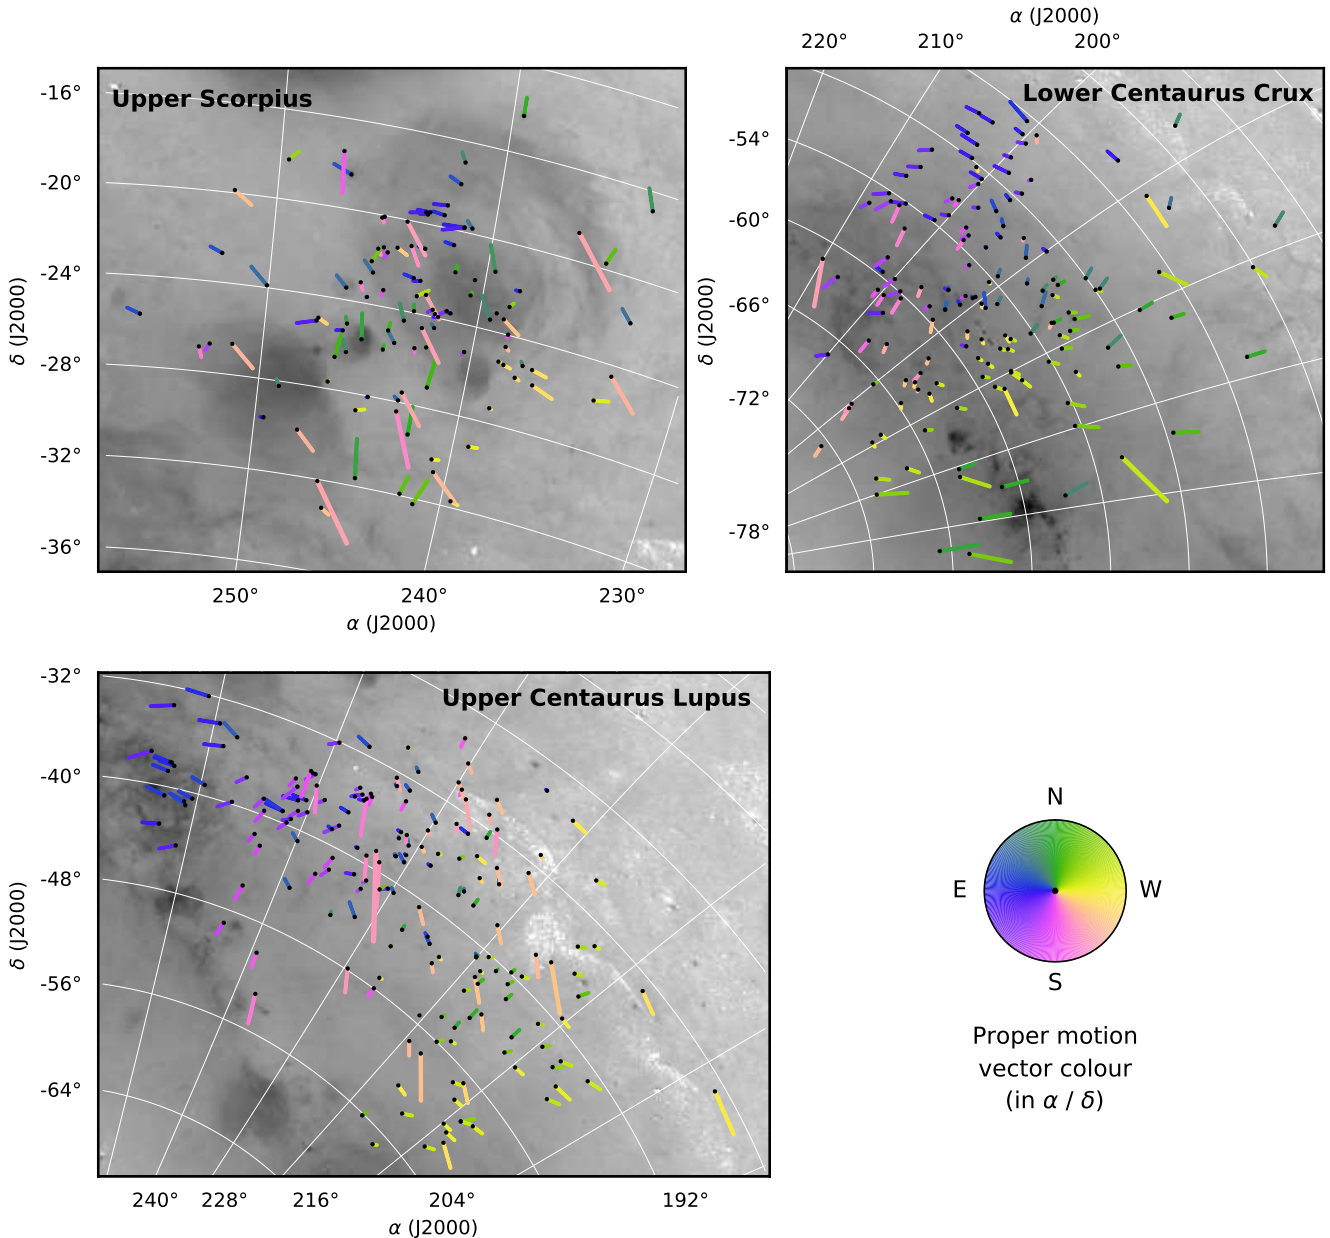 α (J2000)
220° 210° 200°
Upper Scorpius
Lower Centaurus Crux
-16°
-20°
-24°
-28°
-32°
-36°
δ (J2000)
-54°
-60°
-66°
-72°
-78°
δ (J2000)
250° 240° 230°
α (J2000)
Upper Centaurus Lupus
-32°
-40°
-48°
-56°
-64°
δ (J2000)
240° 228° 216° 204° 192°
α (J2000)
N
E W
S
Proper motion
vector colour
(in α / δ)